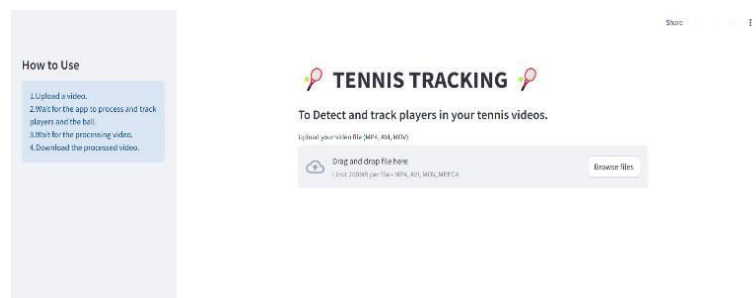 Share
How to Use
1.Upload a video.
2.Wait for the app to process and track
players and the ball.
3.Wait for the processing video.
4.Download the processed video.
TENNIS TRACKING
To Detect and track players in your tennis videos.
Upload your video file (MP4, AVI, MOV)
Drag and drop file here
Limit 200MB per file • MP4, AVI, MOV, MPEG4
Browse files